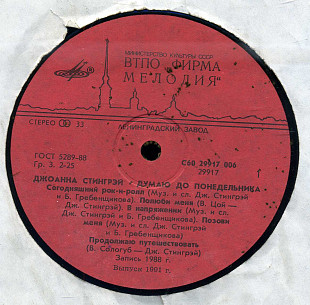 МИНИСТЕРСТВО КУЛЬТУРЫ СССР
ВТПО „ФИРМА
МЕЛОДИЯ"
СТЕРЕО 33
ЛЕНИНГРАДСКИЙ ЗАВОД
ГОСТ 5289-88
Гр. 3. 2-25
С60 29917 006
29917
ДЖОАННА СТИНГРЭЙ • ДУМАЮ ДО ПОНЕДЕЛЬНИКА •
Сегодняшний рок-н-ролл (Муз. и сл. Дж. Стингрэй
и Б. Гребенщикова). Полюби меня (В. Цой —
Дж. Стингрэй). В напряжении (Муз. и сл.
Дж. Стингрэй и Б. Гребенщикова). Позови
меня (Муз. и сл. Дж. Стингрэй
и Б. Гребенщикова)
Продолжаю путешествовать
(В. Сологуб — Дж. Стингрэй)
Запись 1988 г.
Выпуск 1991 г.